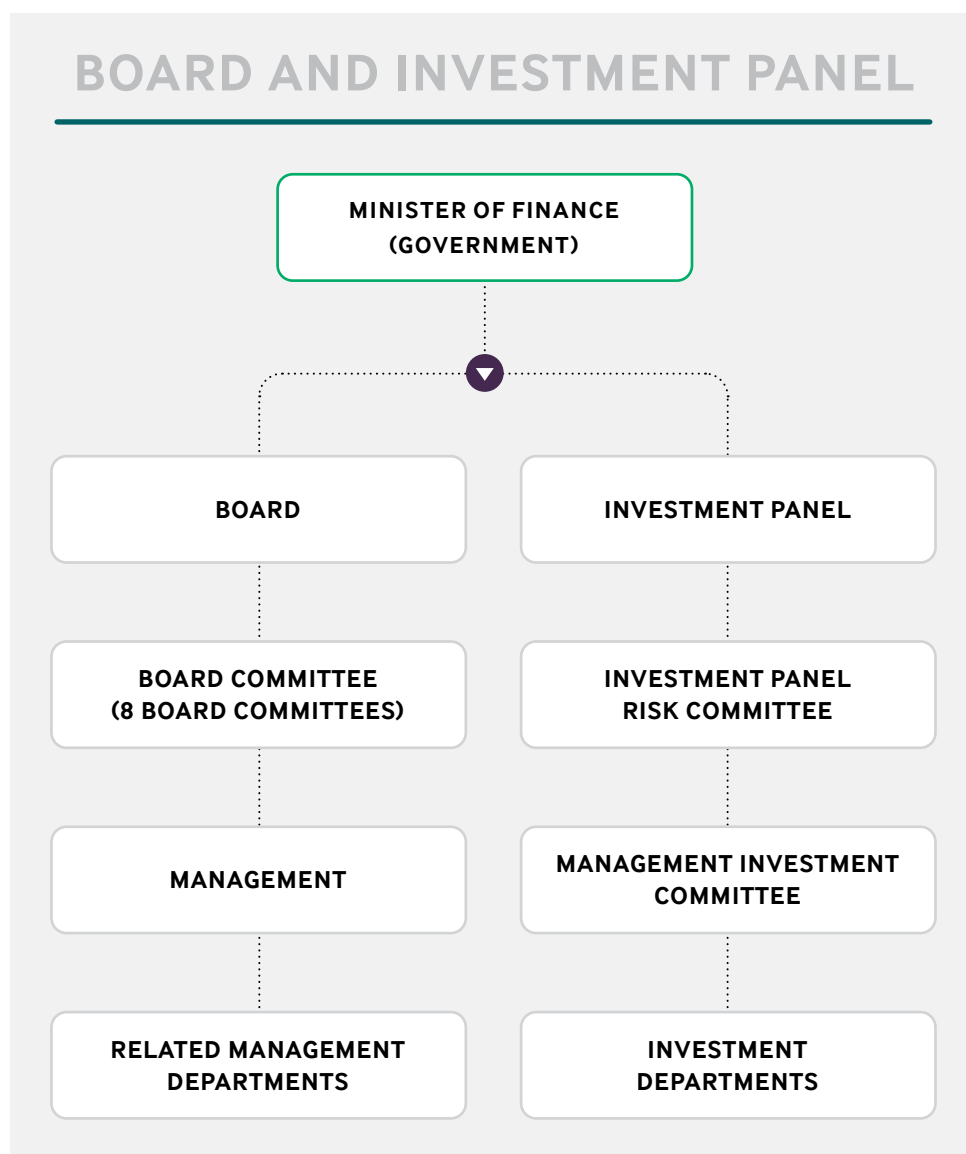 BOARD AND INVESTMENT PANEL
MINISTER OF FINANCE
(GOVERNMENT)
BOARD
INVESTMENT PANEL
BOARD COMMITTEE
(8 BOARD COMMITTEES)
INVESTMENT PANEL
RISK COMMITTEE
MANAGEMENT
MANAGEMENT INVESTMENT
COMMITTEE
RELATED MANAGEMENT
DEPARTMENTS
INVESTMENT
DEPARTMENTS